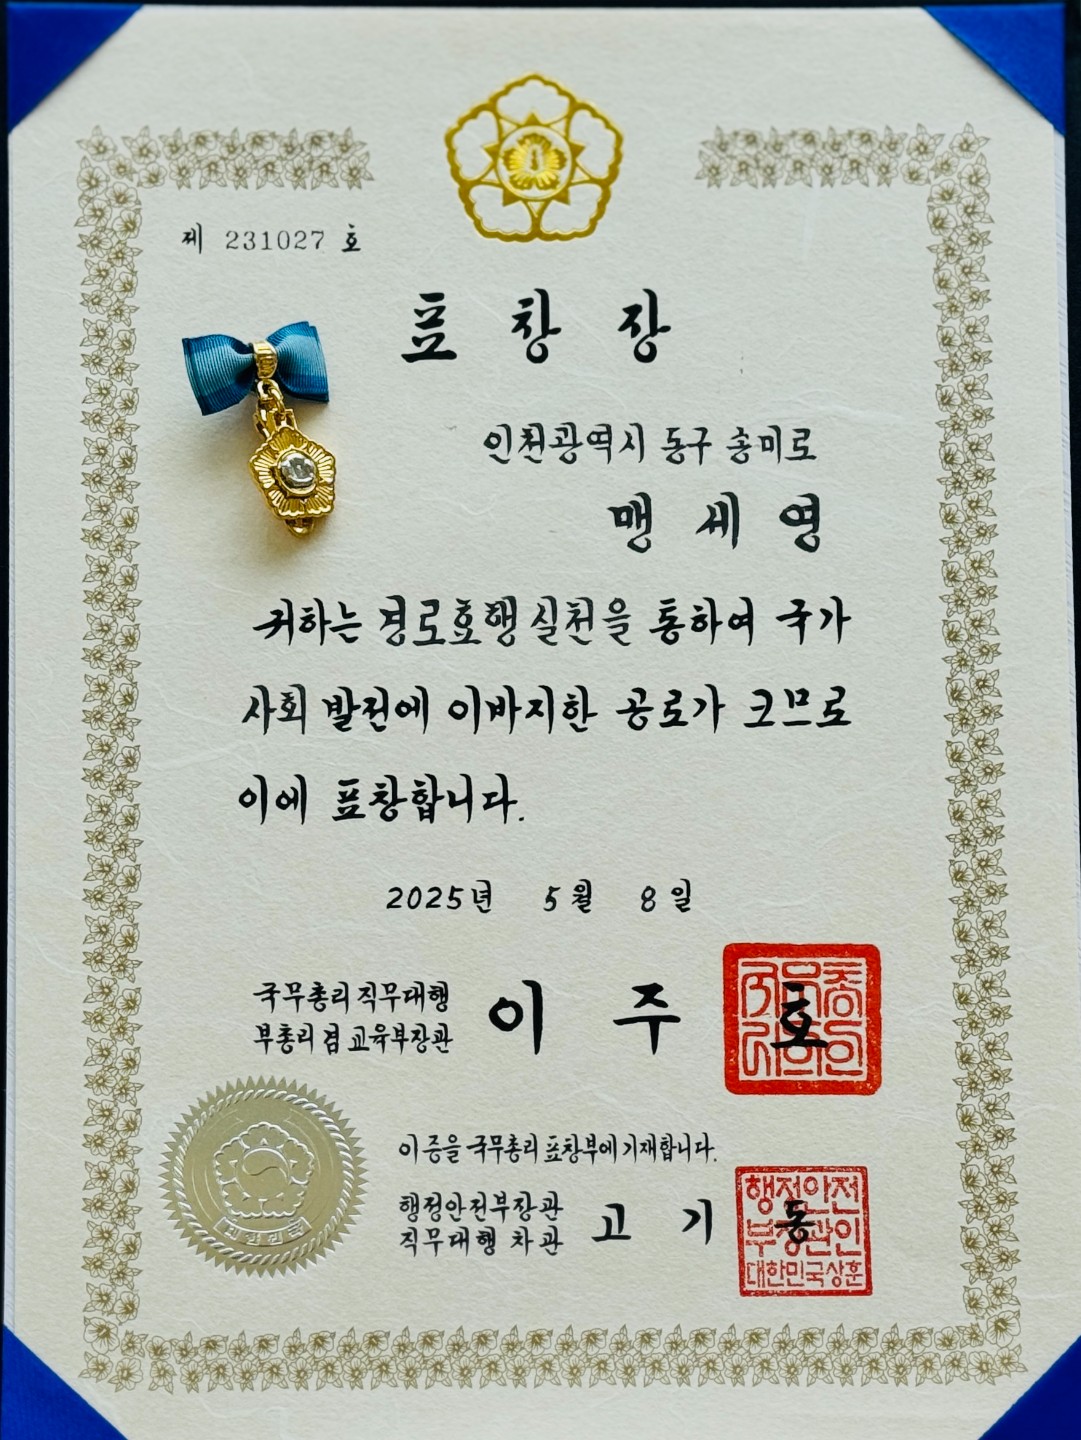 제 231027 호
표 창 장
인천광역시 동구 송미로
맹 세 영
귀하는 경로효행 실천을 통하여 국가
사회 발전에 이바지한 공로가 크므로
이에 표창합니다.
2025년 5월 8일
국무총리 직무대행
부총리 겸 교육부장관
이 주 호
이 증을 국무총리 표창부에 기재합니다.
행정안전부장관
직무대행 차관
고 기 동
행정안전
부장관인
대한민국상훈